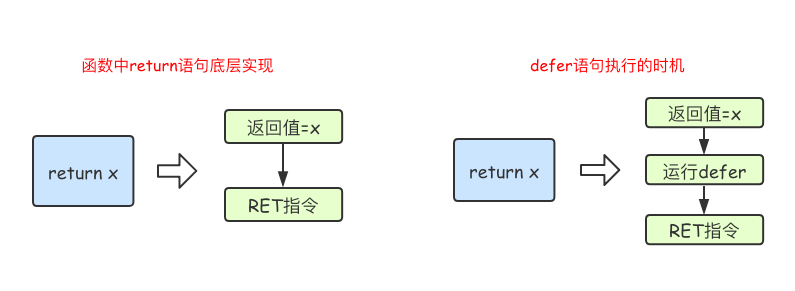 函数中return语句底层实现
return x
返回值=x
RET指令
defer语句执行的时机
return x
返回值=x
运行defer
RET指令